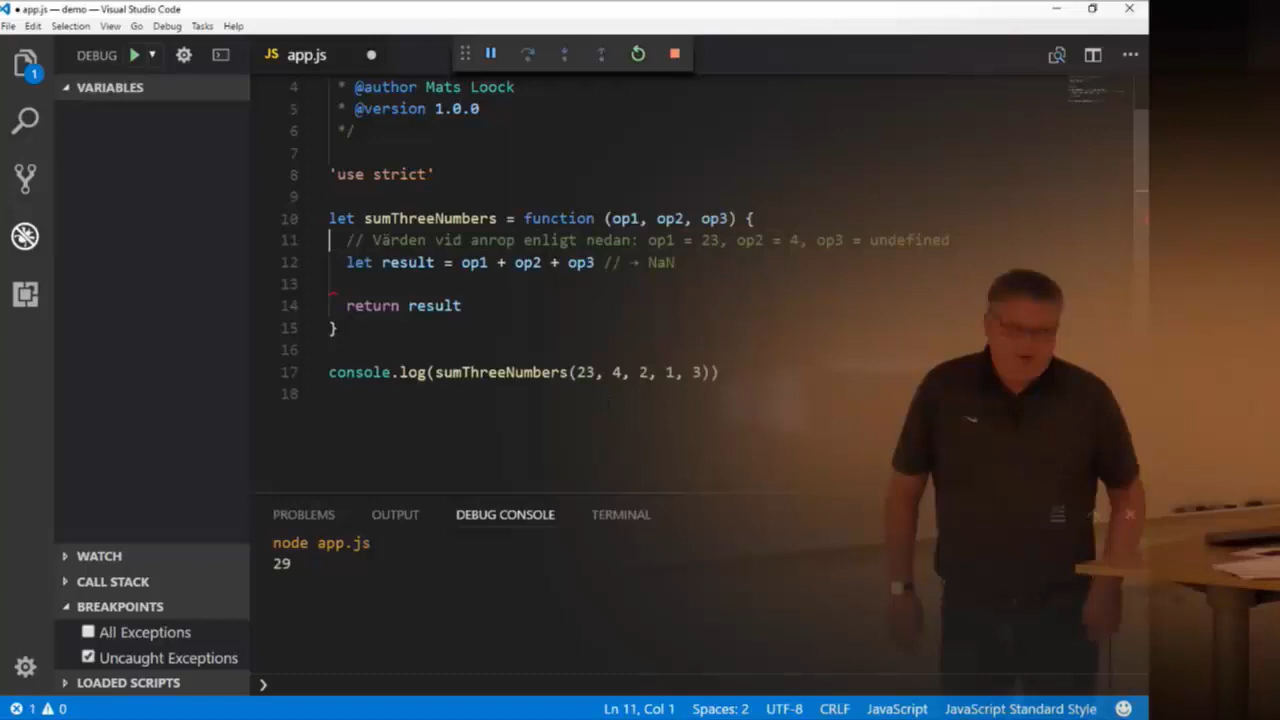 app.js — demo — Visual Studio Code
File Edit Selection View Go Debug Tasks Help
DEBUG
JS app.js
1
VARIABLES
4 * @author Mats Loock
5 * @version 1.0.0
6 */
7
8 'use strict'
9
10 let sumThreeNumbers = function (op1, op2, op3) {
11 // Värden vid anrop enligt nedan: op1 = 23, op2 = 4, op3 = undefined
12 let result = op1 + op2 + op3 // → NaN
13
14 return result
15 }
16
17 console.log(sumThreeNumbers(23, 4, 2, 1, 3))
18
PROBLEMS OUTPUT DEBUG CONSOLE TERMINAL
node app.js
29
WATCH
CALL STACK
BREAKPOINTS
All Exceptions
Uncaught Exceptions
LOADED SCRIPTS
1 0 Ln 11, Col 1 Spaces: 2 UTF-8 CRLF JavaScript JavaScript Standard Style